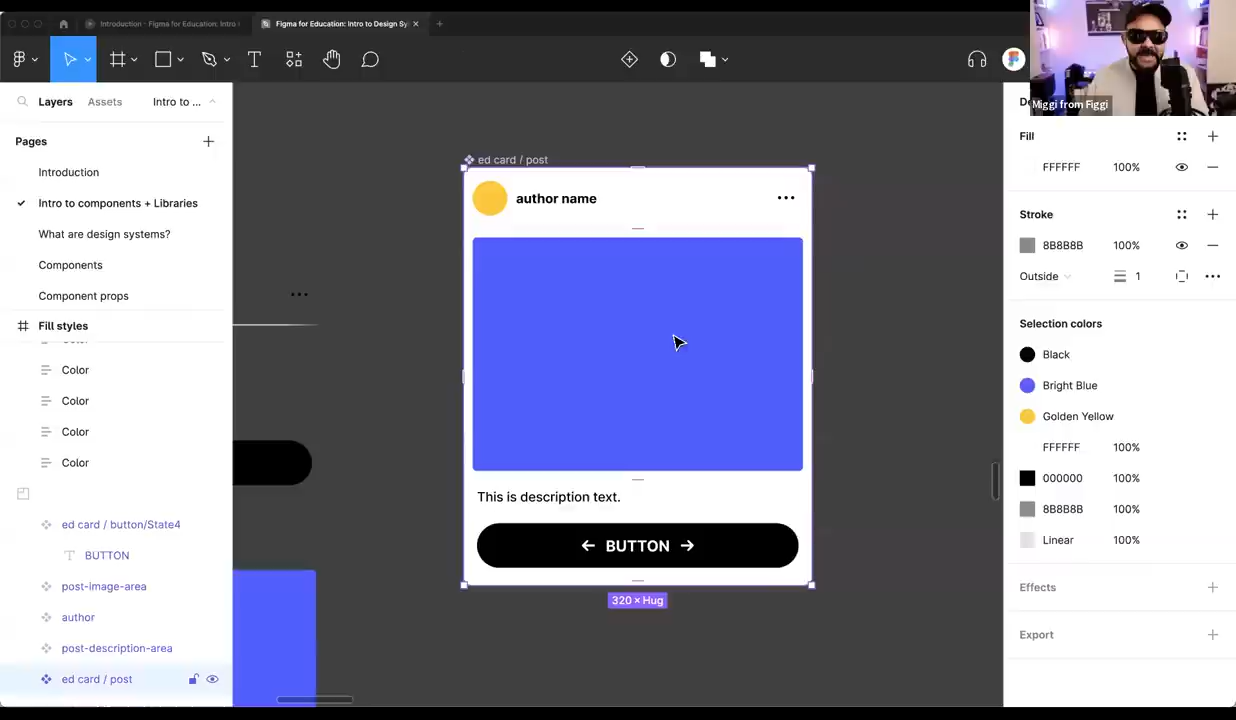 Introduction - Figma for Education: Intro t
Figma for Education: Intro to Design Sy
Miggi from Figgi
Layers
Assets
Intro to ...
Pages
Introduction
Intro to components + Libraries
What are design systems?
Components
Component props
Fill styles
Color
Color
Color
Color
ed card / button/State4
BUTTON
post-image-area
author
post-description-area
ed card / post
ed card / post
author name
This is description text.
BUTTON
320 × Hug
Fill
FFFFFF 100%
Stroke
8B8B8B 100%
Outside 1
Selection colors
Black
Bright Blue
Golden Yellow
FFFFFF 100%
000000 100%
8B8B8B 100%
Linear 100%
Effects
Export